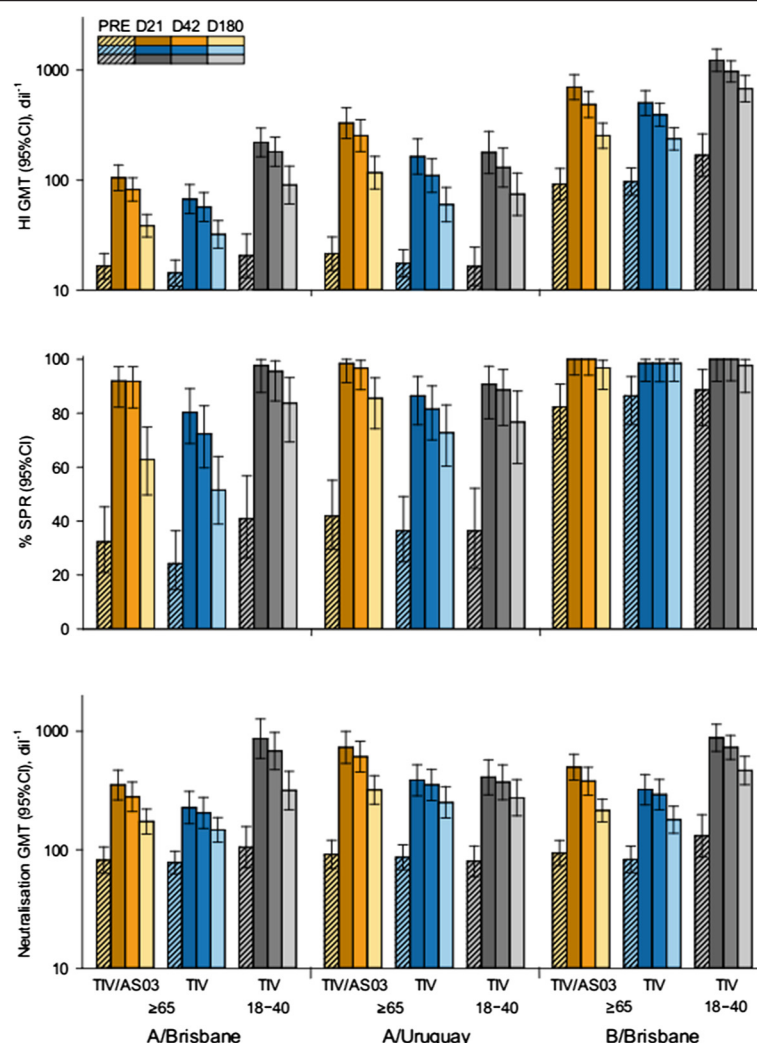 PRE D21 D42 D180
HI GMT (95%CI), dil⁻¹
1000
100
10
% SPR (95%CI)
100
80
60
40
20
0
Neutralisation GMT (95%CI), dil⁻¹
1000
100
10
TIV/AS03 TIV TIV TIV/AS03 TIV TIV TIV/AS03 TIV TIV
≥65 18−40 ≥65 18−40 ≥65 18−40
A/Brisbane A/Uruguay B/Brisbane